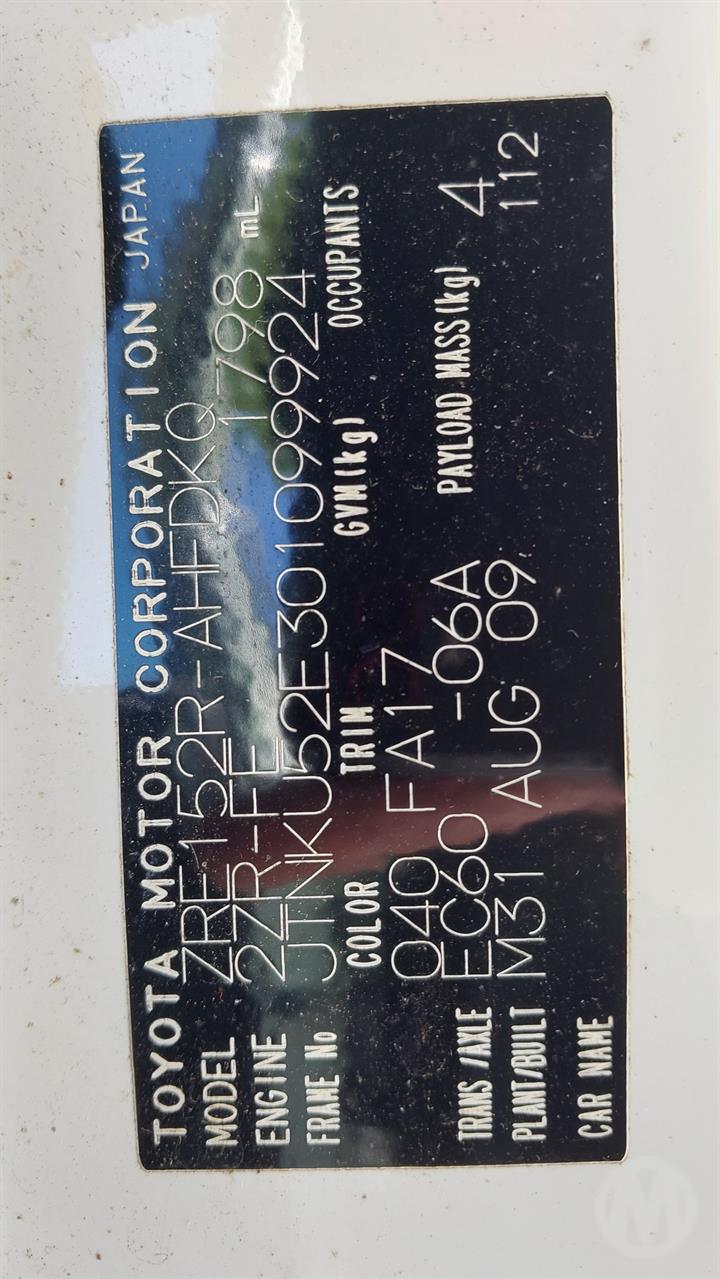 TOYOTA MOTOR CORPORATION JAPAN
MODEL ZRE152R-AHFDKQ
ENGINE 2ZR-FE 1798 mL
FRAME No JTNKU52E301099924
COLOR TRIM GVM(kg) OCCUPANTS
040 FA17 4
TRANS/AXLE EC60 -06A PAYLOAD MASS(kg) 112
PLANT/BUILT M31 AUG 09
CAR NAME
M